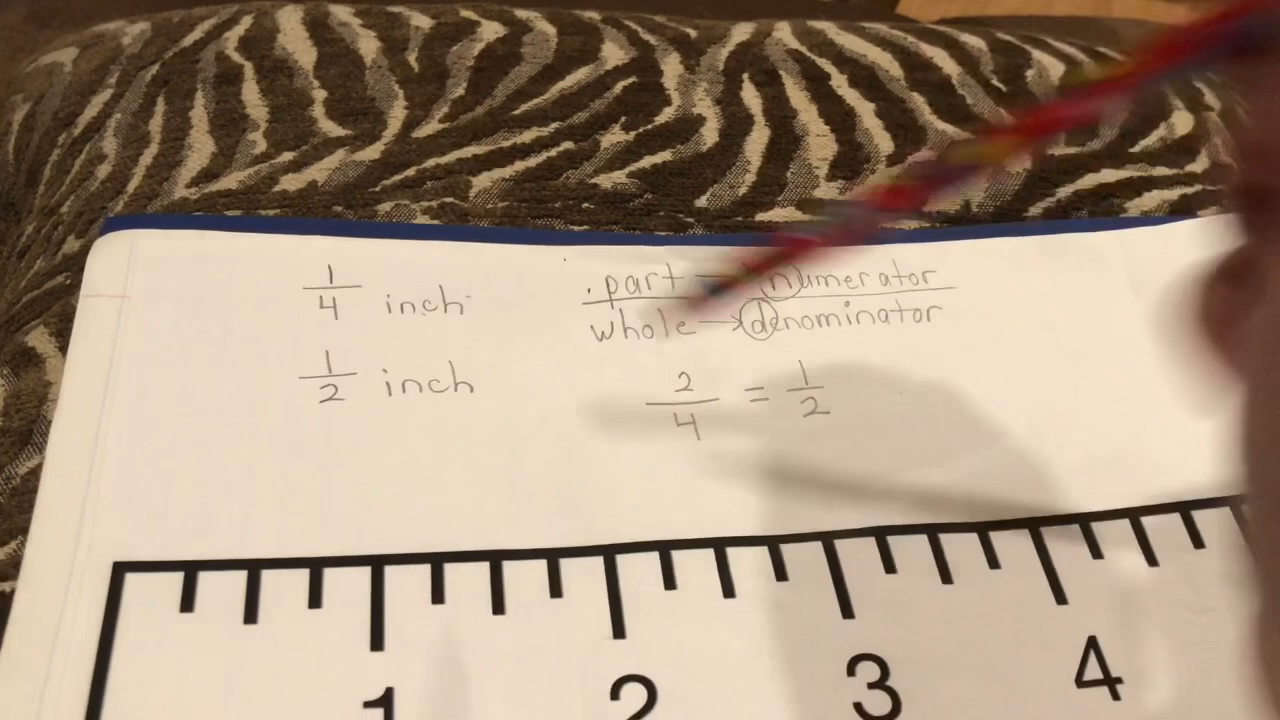 1/4 inch
1/2 inch
part → numerator
whole → denominator
2/4 = 1/2
1 2 3 4